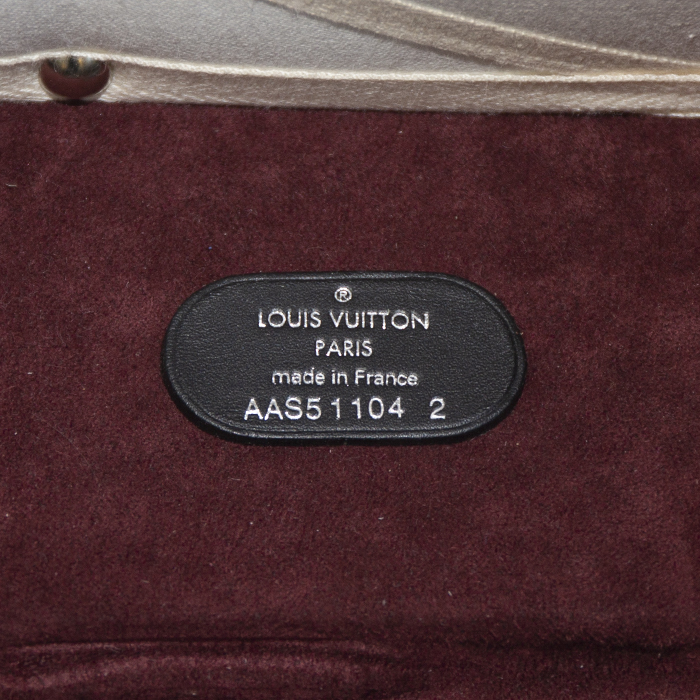 ®
LOUIS VUITTON
PARIS
made in France
AAS51104 2